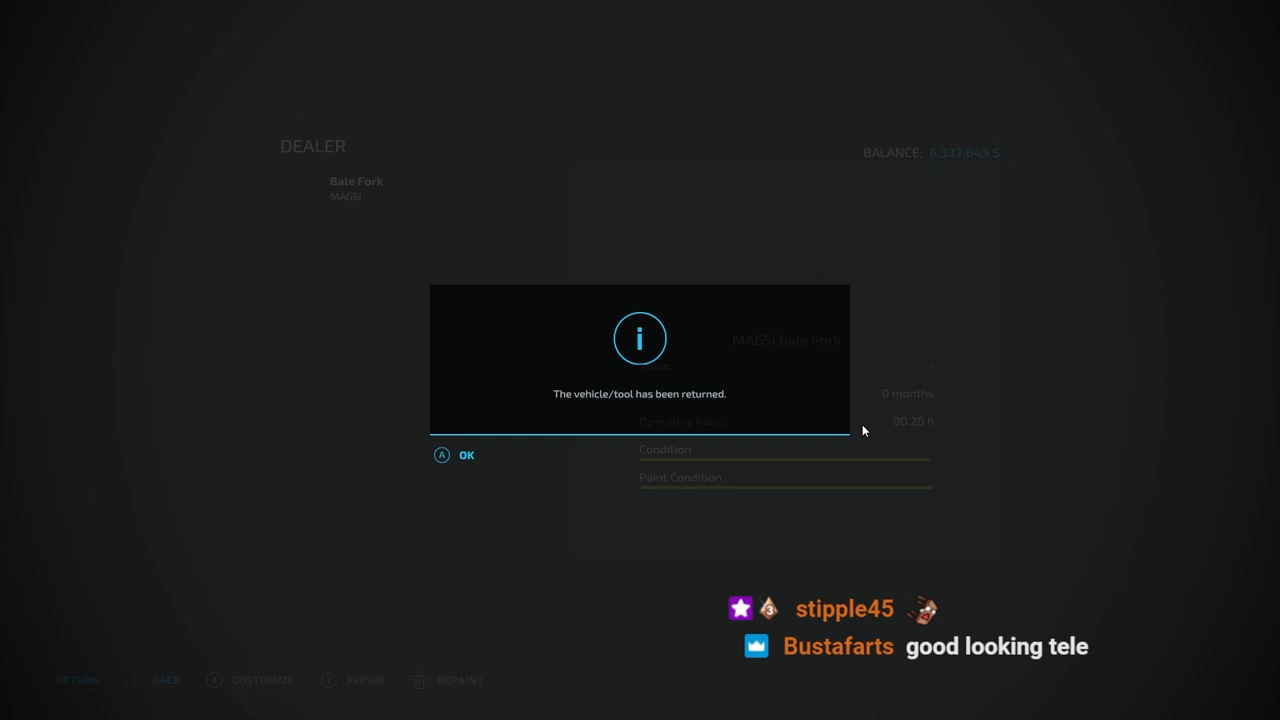 DEALER
BALANCE: 6,337,645 $
Bale Fork
MAGSI
i
MAGSI Bale Fork
The vehicle/tool has been returned.
0 months
Operating hours 00.20 h
A OK
Condition
Paint Condition
3 stipple45
Bustafarts good looking tele
RETURN BACK X CUSTOMIZE Y REPAIR REPAINT